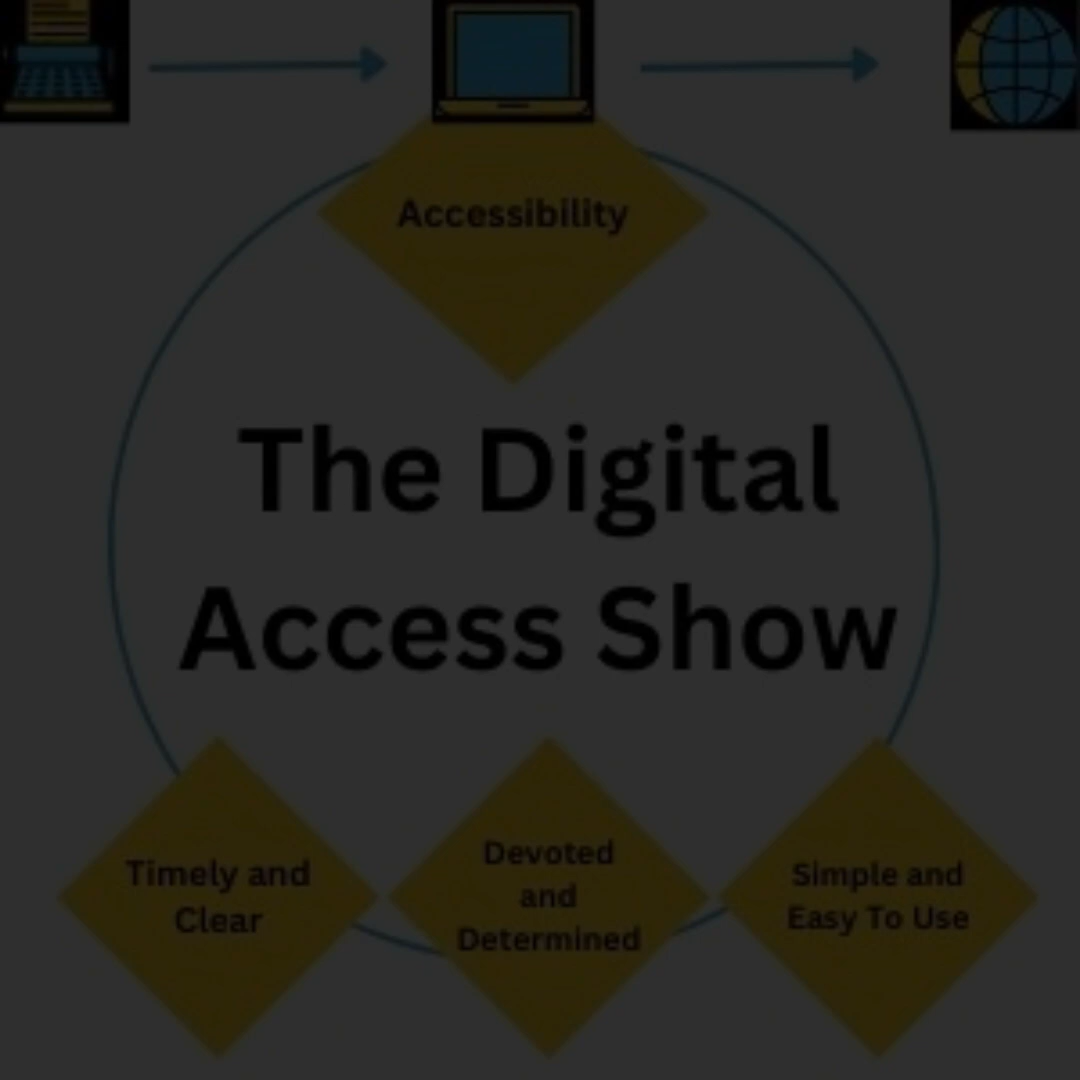 Accessibility
The Digital
Access Show
Timely and
Clear
Devoted
and
Determined
Simple and
Easy To Use